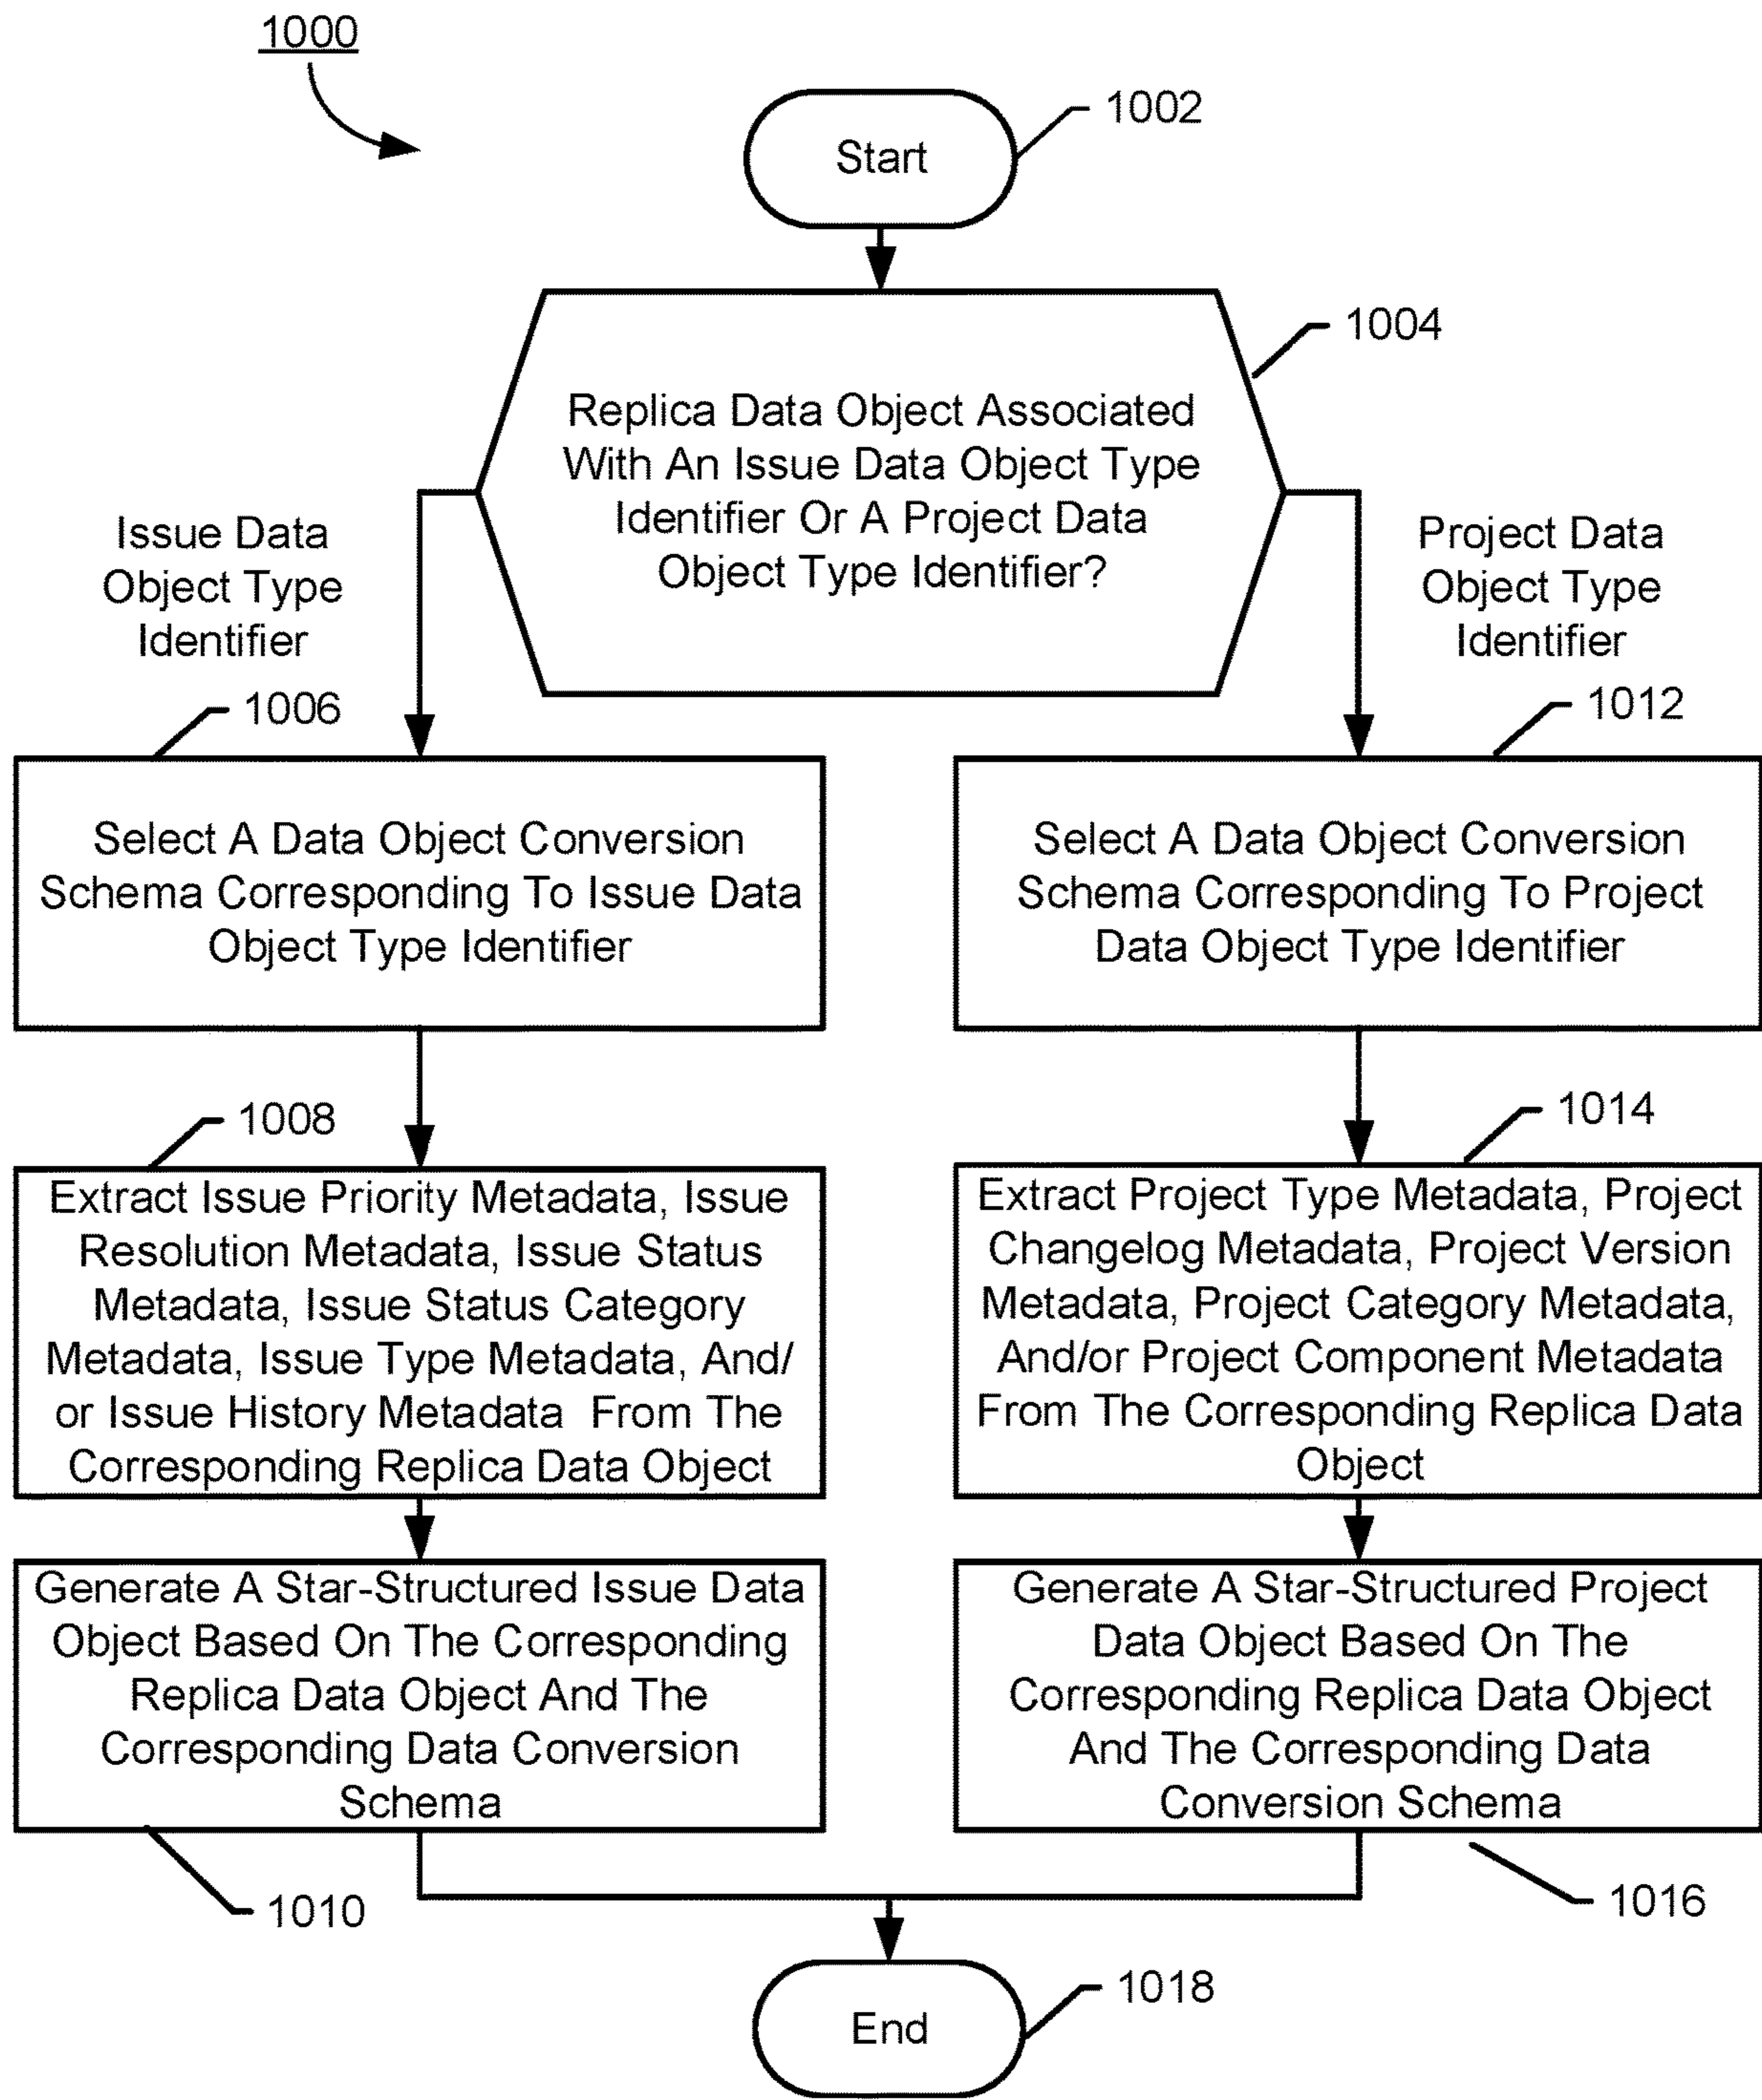 1000
1002
Start
1004
Replica Data Object Associated
With An Issue Data Object Type
Identifier Or A Project Data
Object Type Identifier?
Issue Data
Object Type
Identifier
Project Data
Object Type
Identifier
1006
Select A Data Object Conversion
Schema Corresponding To Issue Data
Object Type Identifier
1012
Select A Data Object Conversion
Schema Corresponding To Project
Data Object Type Identifier
1008
Extract Issue Priority Metadata, Issue
Resolution Metadata, Issue Status
Metadata, Issue Status Category
Metadata, Issue Type Metadata, And/
or Issue History Metadata From The
Corresponding Replica Data Object
1014
Extract Project Type Metadata, Project
Changelog Metadata, Project Version
Metadata, Project Category Metadata,
And/or Project Component Metadata
From The Corresponding Replica Data
Object
Generate A Star-Structured Issue Data
Object Based On The Corresponding
Replica Data Object And The
Corresponding Data Conversion
Schema
1010
Generate A Star-Structured Project
Data Object Based On The
Corresponding Replica Data Object
And The Corresponding Data
Conversion Schema
1016
1018
End